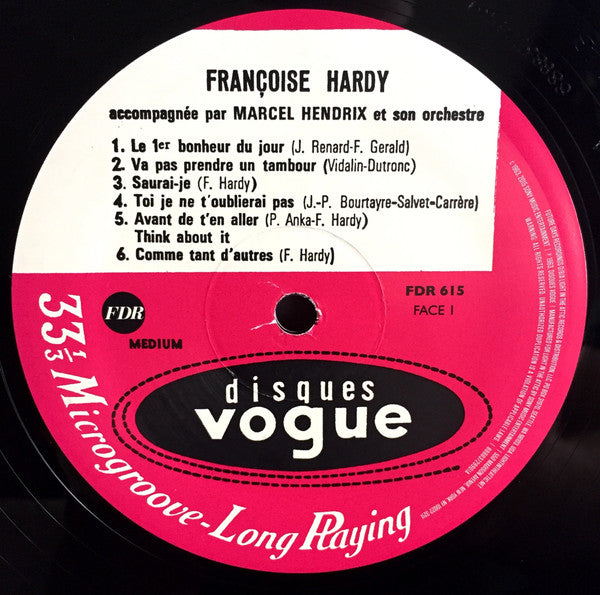 FRANÇOISE HARDY
accompagnée par MARCEL HENDRIX et son orchestre
1. Le 1er bonheur du jour (J. Renard-F. Gerald)
2. Va pas prendre un tambour (Vidalin-Dutronc)
3. Saurai-je (F. Hardy)
4. Toi je ne t'oublierai pas (J.-P. Bourtayre-Salvet-Carrère)
5. Avant de t'en aller (P. Anka-F. Hardy)
Think about it
6. Comme tant d'autres (F. Hardy)
FDR
MEDIUM
FDR 615
FACE I
disques
vogue
33 1/3 Microgroove-Long Playing